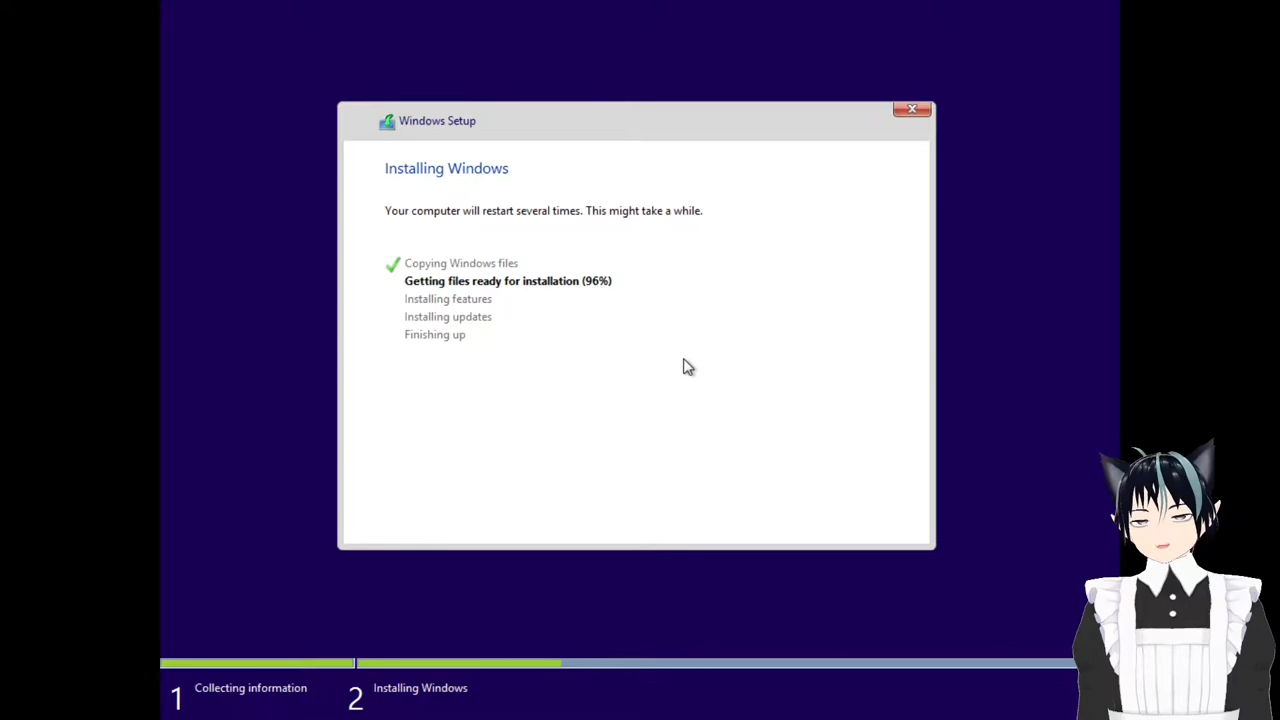 Windows Setup
Installing Windows
Your computer will restart several times. This might take a while.
Copying Windows files
Getting files ready for installation (96%)
Installing features
Installing updates
Finishing up
1 Collecting information 2 Installing Windows